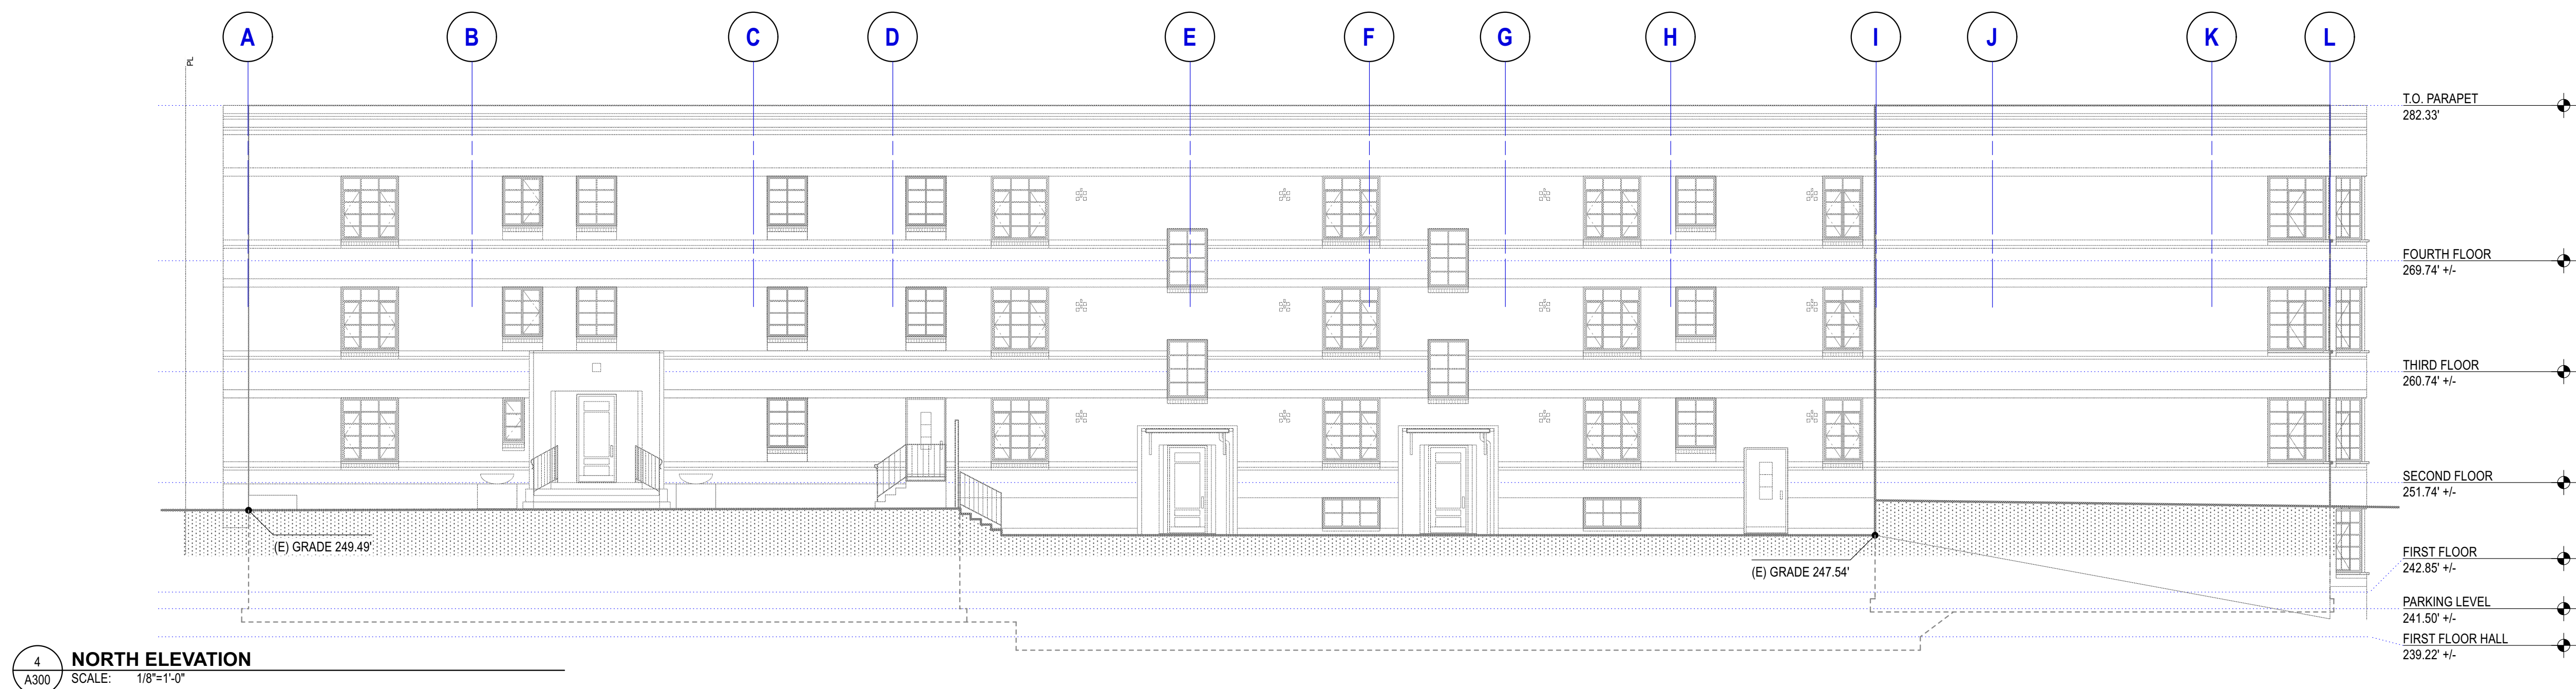 A
B
C
D
E
F
G
H
I
J
K
L
PL
T.O. PARAPET
282.33'
FOURTH FLOOR
269.74' +/-
THIRD FLOOR
260.74' +/-
SECOND FLOOR
251.74' +/-
(E) GRADE 249.49'
(E) GRADE 247.54'
FIRST FLOOR
242.85' +/-
PARKING LEVEL
241.50' +/-
FIRST FLOOR HALL
239.22' +/-
4
A300
NORTH ELEVATION
SCALE: 1/8"=1'-0"